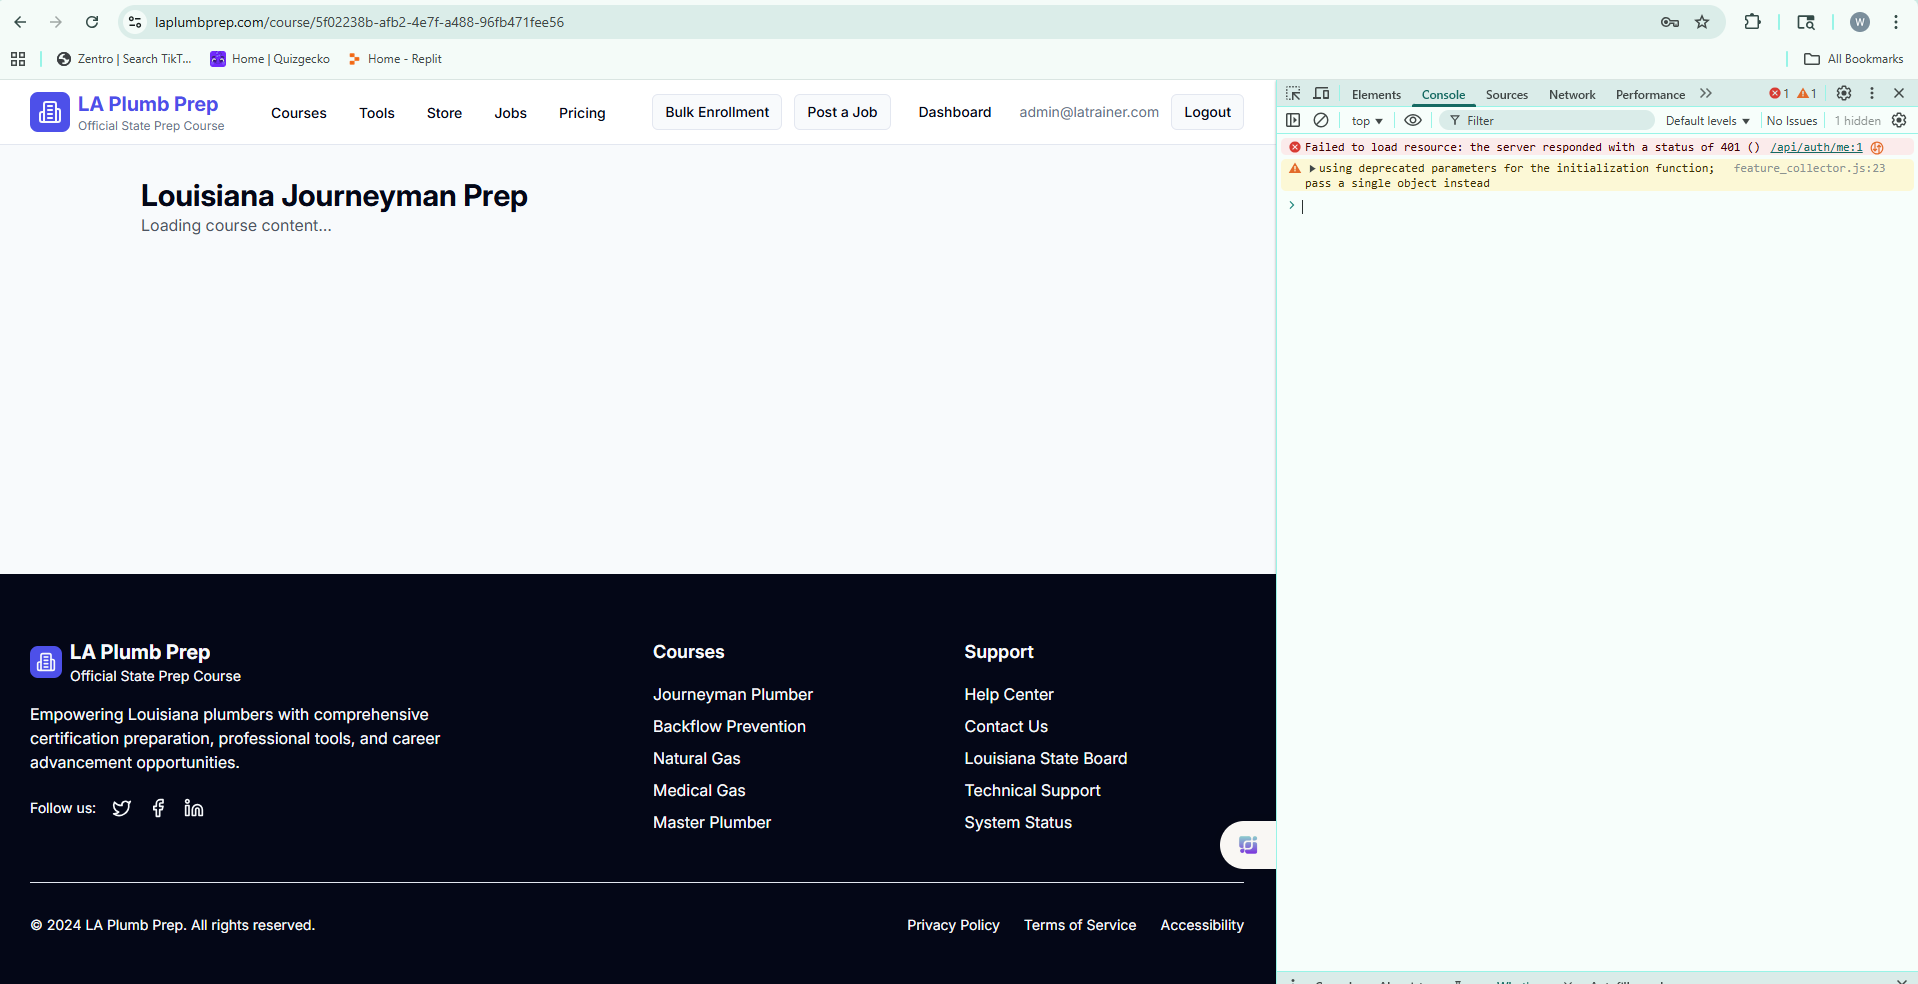 laplumbprep.com/course/5f02238b-afb2-4e7f-a488-96fb471fee56
W
Zentro | Search TikT...
Home | Quizgecko
Home - Replit
All Bookmarks
LA Plumb Prep
Official State Prep Course
Courses
Tools
Store
Jobs
Pricing
Bulk Enrollment
Post a Job
Dashboard
admin@latrainer.com
Logout
Louisiana Journeyman Prep
Loading course content...
Elements
Console
Sources
Network
Performance
1
1
top
Filter
Default levels
No Issues
1 hidden
Failed to load resource: the server responded with a status of 401 () /api/auth/me:1
using deprecated parameters for the initialization function; feature_collector.js:23
pass a single object instead
LA Plumb Prep
Official State Prep Course
Empowering Louisiana plumbers with comprehensive
certification preparation, professional tools, and career
advancement opportunities.
Follow us:
Courses
Journeyman Plumber
Backflow Prevention
Natural Gas
Medical Gas
Master Plumber
Support
Help Center
Contact Us
Louisiana State Board
Technical Support
System Status
© 2024 LA Plumb Prep. All rights reserved.
Privacy Policy
Terms of Service
Accessibility